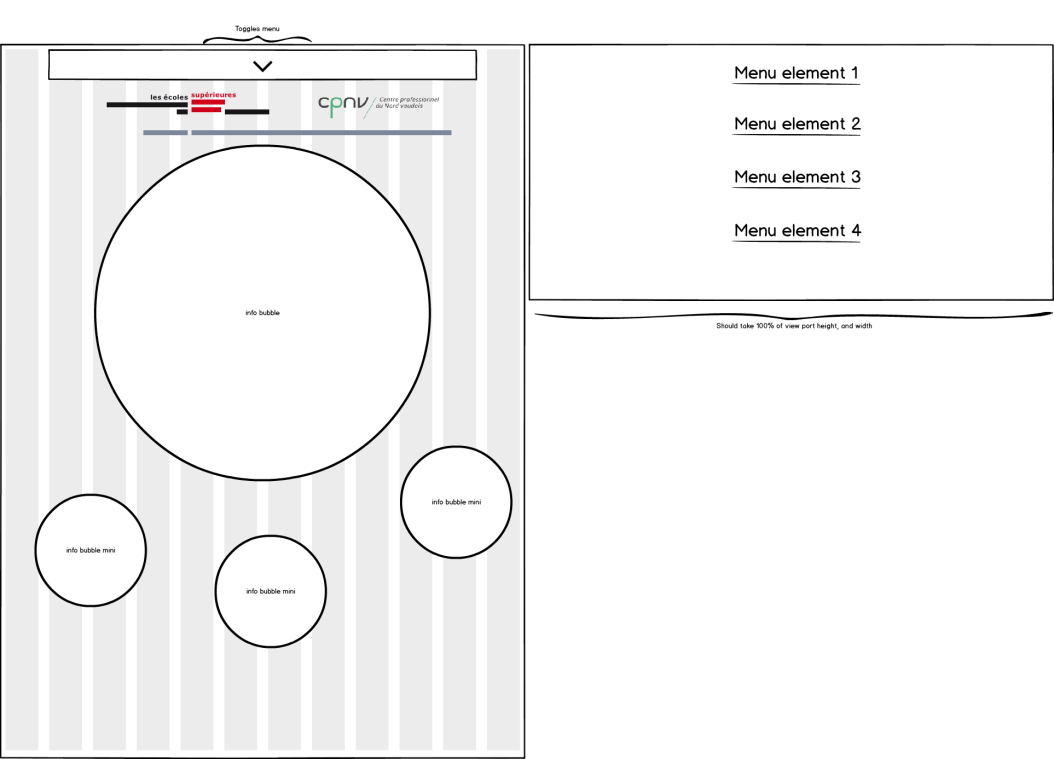 Toggles menu
les écoles supérieures
cpnv Centre professionnel
du Nord vaudois
info bubble
info bubble mini
info bubble mini
info bubble mini
Menu element 1
Menu element 2
Menu element 3
Menu element 4
Should take 100% of view port height, and width